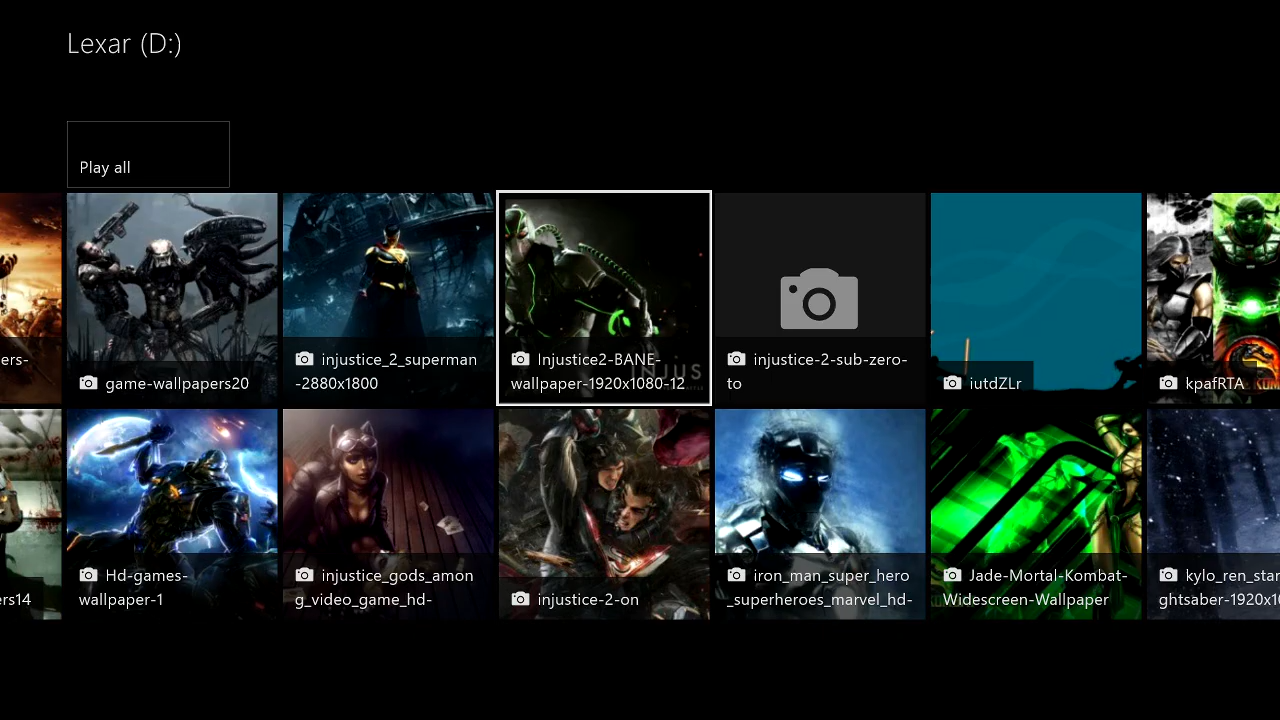 Lexar (D:)
Play all
ers-
game-wallpapers20
injustice_2_superman
-2880x1800
Injustice2-BANE-
wallpaper-1920x1080-12
injustice-2-sub-zero-
to
iutdZLr
kpafRTA
ers14
Hd-games-
wallpaper-1
injustice_gods_amon
g_video_game_hd-
injustice-2-on
iron_man_super_hero
_superheroes_marvel_hd-
Jade-Mortal-Kombat-
Widescreen-Wallpaper
kylo_ren_star
ghtsaber-1920x10